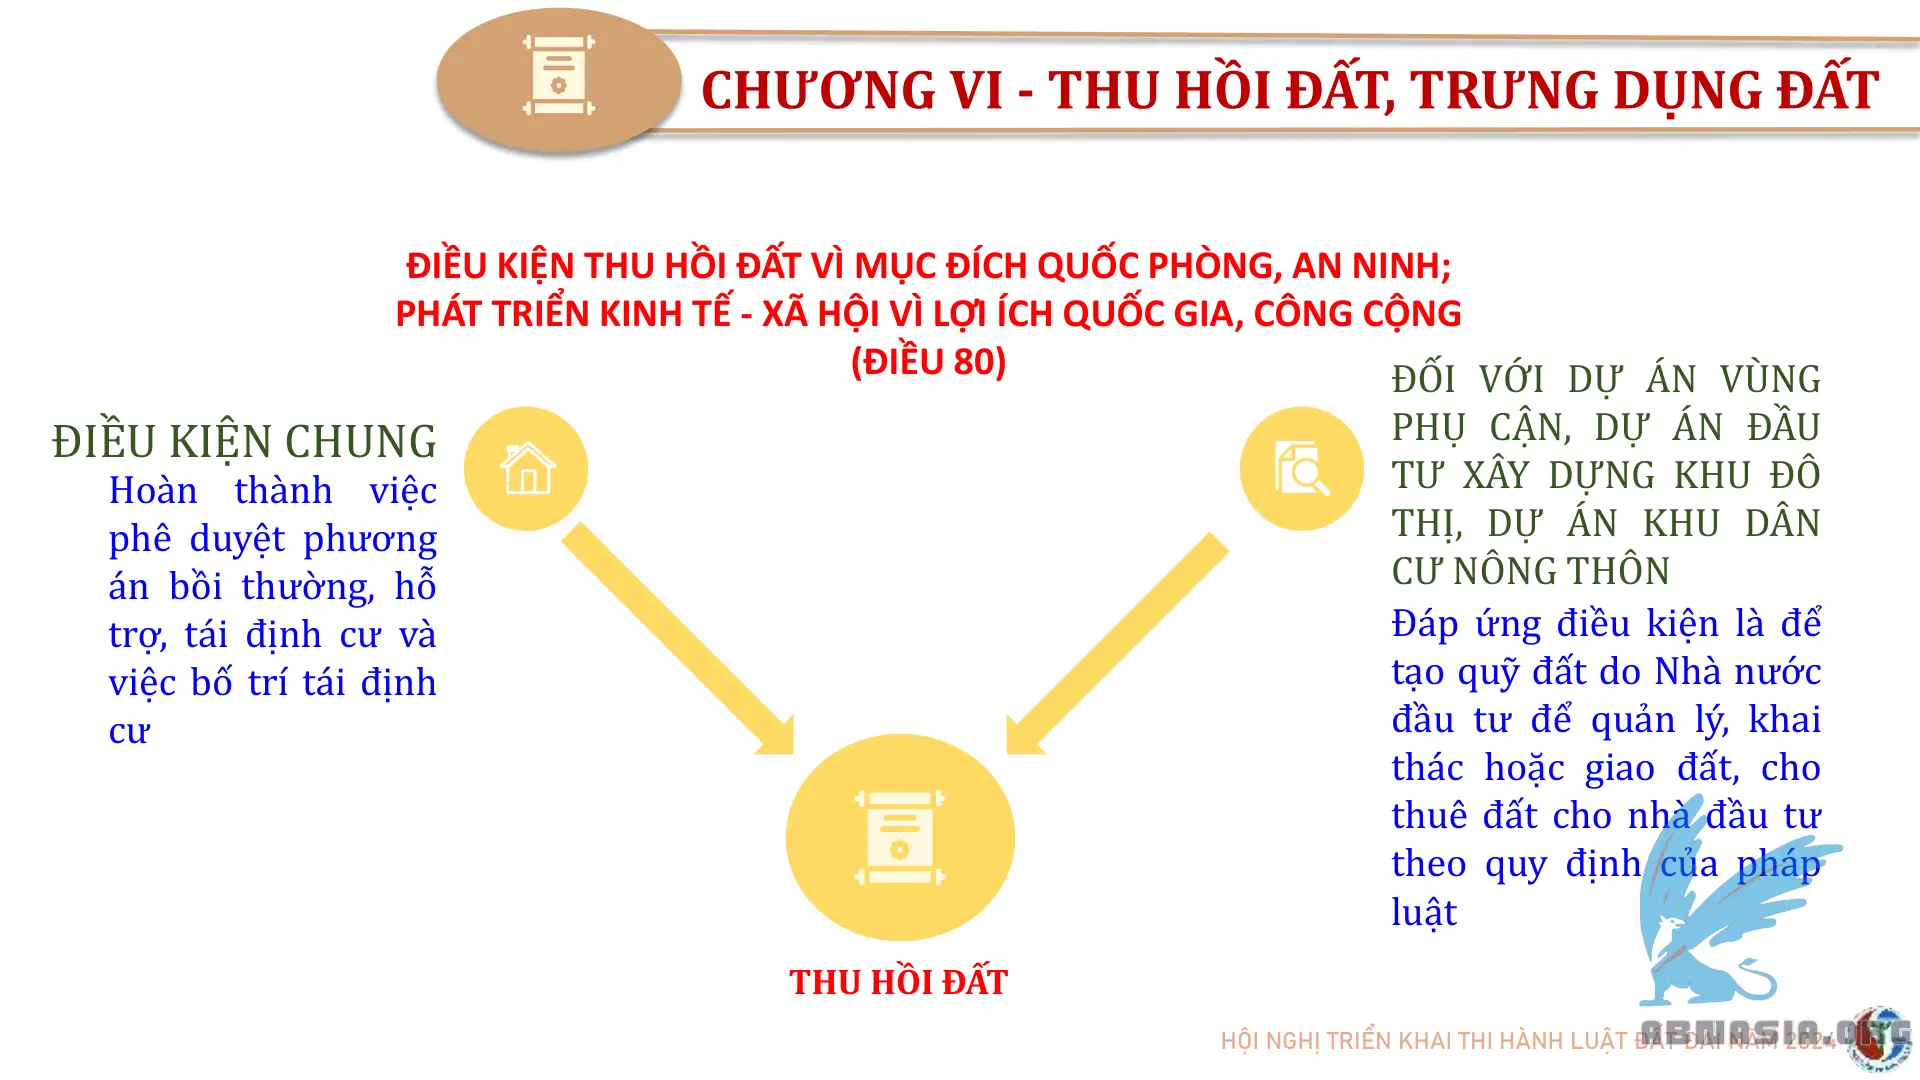 CHƯƠNG VI - THU HỒI ĐẤT, TRƯNG DỤNG ĐẤT
ĐIỀU KIỆN THU HỒI ĐẤT VÌ MỤC ĐÍCH QUỐC PHÒNG, AN NINH;
PHÁT TRIỂN KINH TẾ - XÃ HỘI VÌ LỢI ÍCH QUỐC GIA, CÔNG CỘNG
(ĐIỀU 80)
ĐIỀU KIỆN CHUNG
Hoàn thành việc
phê duyệt phương
án bồi thường, hỗ
trợ, tái định cư và
việc bố trí tái định
cư
ĐỐI VỚI DỰ ÁN VÙNG
PHỤ CẬN, DỰ ÁN ĐẦU
TƯ XÂY DỰNG KHU ĐÔ
THỊ, DỰ ÁN KHU DÂN
CƯ NÔNG THÔN
Đáp ứng điều kiện là để
tạo quỹ đất do Nhà nước
đầu tư để quản lý, khai
thác hoặc giao đất, cho
thuê đất cho nhà đầu tư
theo quy định của pháp
luật
THU HỒI ĐẤT
HỘI NGHỊ TRIỂN KHAI THI HÀNH LUẬT ĐẤT ĐAI NĂM 2024
ABMASIA.ORG